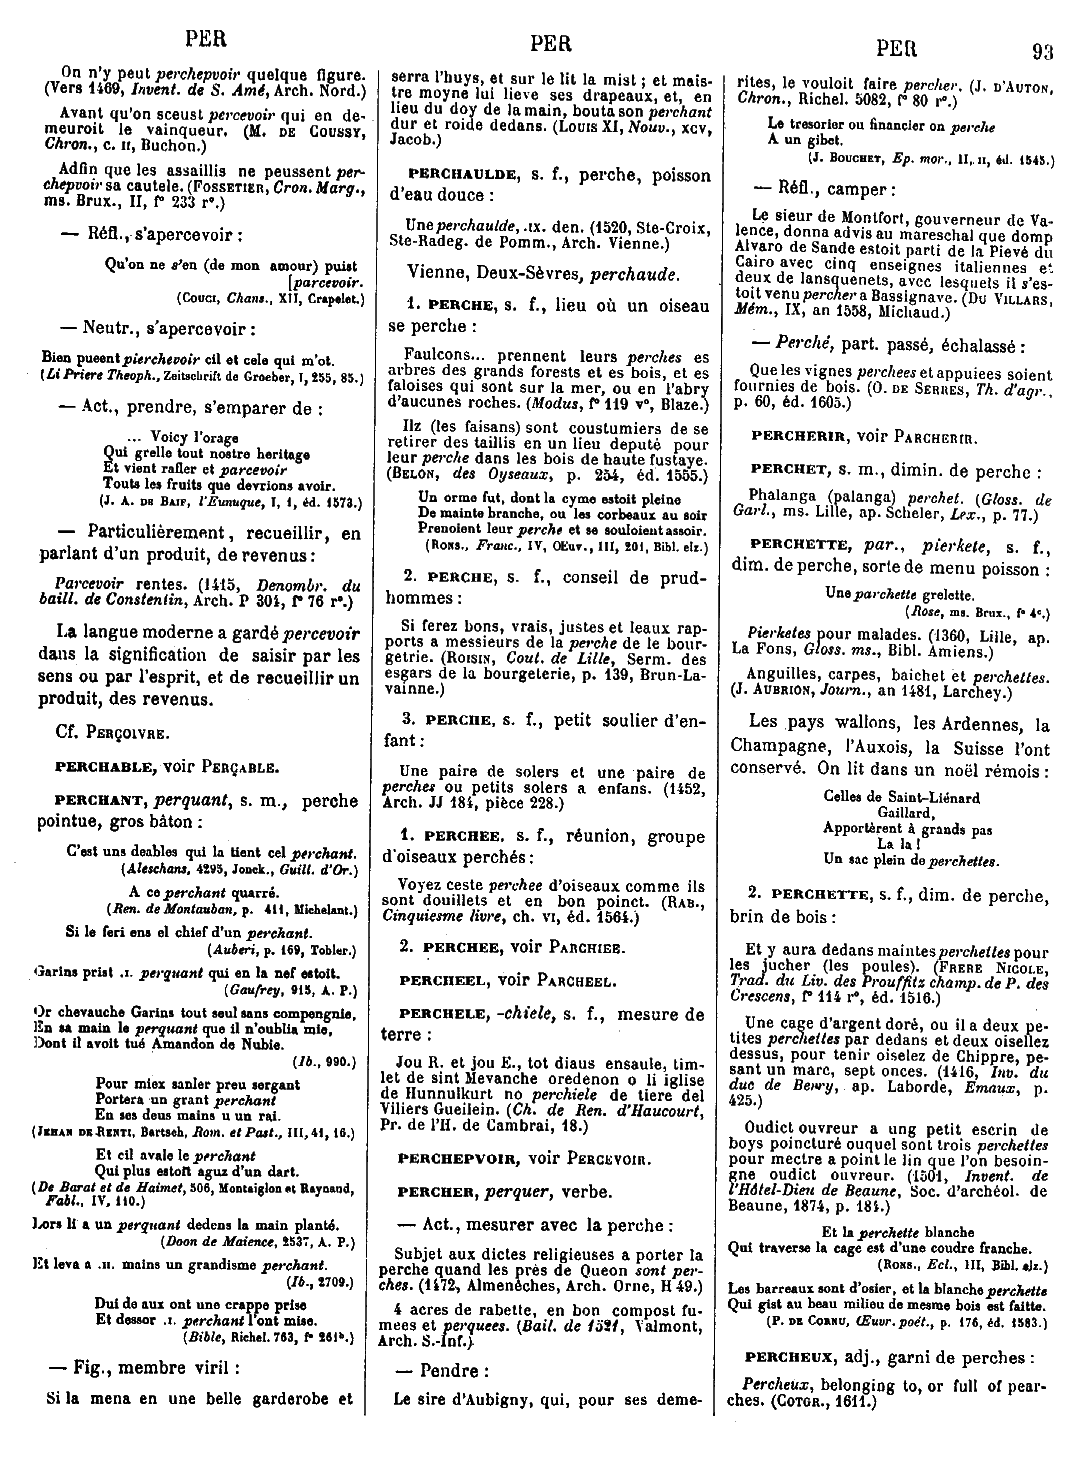 PER
PER
PER 93
On n'y peut perchepvoir quelque figure.
(Vers 1469, Invent. de S. Amé, Arch. Nord.)
Avant qu'on sceust percevoir qui en de-
meuroit le vainqueur. (M. DE COUSSY,
Chron., c. II, Buchon.)
Adfin que les assaillis ne peussent per-
chepvoir sa cautele. (FOSSETIER, Cron. Marg.,
ms. Brux., II, f° 233 r°.)
— Réfl., s'apercevoir :
Qu'on ne s'en (de mon amour) puist
[parcevoir.
(COUCI, Chans., XII, Crapelet.)
— Neutr., s'apercevoir :
Bien pueent pierchevoir cil et cele qui m'ot.
(Li Priere Theoph., Zeitschrift de Groeber, I, 255, 85.)
— Act., prendre, s'emparer de :
... Voicy l'orage
Qui grelle tout nostre heritage
Et vient rafler et parcevoir
Touts les fruits que devrions avoir.
(J. A. DE BAIF, l'Eunuque, I, 1, éd. 1573.)
— Particulièrement, recueillir, en
parlant d'un produit, de revenus :
Parcevoir rentes. (1415, Denombr. du
baill. de Constentin, Arch. P 304, f° 76 r°.)
La langue moderne a gardé percevoir
dans la signification de saisir par les
sens ou par l'esprit, et de recueillir un
produit, des revenus.
Cf. PERÇOIVRE.
PERCHABLE, voir PERÇABLE.
PERCHANT, perquant, s. m., perche
pointue, gros bâton :
C'est uns deables qui la tient cel perchant.
(Aleschans, 4295, Jonck., Guill. d'Or.)
A ce perchant quarré.
(Ren. de Montauban, p. 411, Michelant.)
Si le feri ens el chief d'un perchant.
(Auberi, p. 169, Tobler.)
Garins prist .I. perquant qui en la nef estoit.
(Gaufrey, 915, A. P.)
Or chevauche Garins tout seul sans compengnie,
En sa main le perquant que il n'oublia mie,
Dont il avoit tué Amandon de Nubie.
(Ib., 990.)
Pour miex sanler preu sergant
Portera un grant perchant
En ses deus mains u un rai.
(JEHAN DE RENTI, Bartsch, Rom. et Past., III, 41, 16.)
Et cil avale le perchant
Qui plus estoit aguz d'un dart.
(De Barat et de Haimet, 506, Montaiglon et Raynaud,
Fabl., IV, 110.)
Lors li a un perquant dedens la main planté.
(Doon de Maience, 2537, A. P.)
Et leva a .II. mains un grandisme perchant.
(Ib., 2709.)
Dui de aux ont une crappe prise
Et dessor .I. perchant l'ont mise.
(Bible, Richel. 763, f° 261ᵇ.)
— Fig., membre viril :
Si la mena en une belle garderobe et
serra l'huys, et sur le lit la mist ; et mais-
tre moyne lui lieve ses drapeaux, et, en
lieu du doy de la main, bouta son perchant
dur et roide dedans. (LOUIS XI, Nouv., XCV,
Jacob.)
PERCHAULDE, s. f., perche, poisson
d'eau douce :
Une perchaulde, .IX. den. (1520, Ste-Croix,
Ste-Radeg. de Pomm., Arch. Vienne.)
Vienne, Deux-Sèvres, perchaude.
1. PERCHE, s. f., lieu où un oiseau
se perche :
Faulcons... prennent leurs perches es
arbres des grands forests et es bois, et es
faloises qui sont sur la mer, ou en l'abry
d'aucunes roches. (Modus, f° 119 v°, Blaze.)
Ilz (les faisans) sont coustumiers de se
retirer des taillis en un lieu deputé pour
leur perche dans les bois de haute fustaye.
(BELON, des Oyseaux, p. 254, éd. 1555.)
Un orme fut, dont la cyme estoit pleine
De mainte branche, ou les corbeaux au soir
Prenoient leur perche et se souloient assoir.
(RONS., Franc., IV, Œuv., III, 201, Bibl. elz.)
2. PERCHE, s. f., conseil de prud-
hommes :
Si ferez bons, vrais, justes et leaux rap-
ports a messieurs de la perche de le bour-
getrie. (ROISIN, Cout. de Lille, Serm. des
esgars de la bourgeterie, p. 139, Brun-La-
vainne.)
3. PERCHE, s. f., petit soulier d'en-
fant :
Une paire de solers et une paire de
perches ou petits solers a enfans. (1452,
Arch. JJ 184, pièce 228.)
1. PERCHEE, s. f., réunion, groupe
d'oiseaux perchés :
Voyez ceste perchee d'oiseaux comme ils
sont douillets et en bon poinct. (RAB.,
Cinquiesme livre, ch. VI, éd. 1564.)
2. PERCHEE, voir PARCHIEE.
PERCHEEL, voir PARCHEEL.
PERCHELE, -chiele, s. f., mesure de
terre :
Jou R. et jou E., tot diaus ensaule, tim-
let de sint Mevanche oredenon o li iglise
de Hunnulkurt no perchiele de tiere del
Viliers Gueilein. (Ch. de Ren. d'Haucourt,
Pr. de l'H. de Cambrai, 18.)
PERCHEPVOIR, voir PERCEVOIR.
PERCHER, perquer, verbe.
— Act., mesurer avec la perche :
Subjet aux dictes religieuses a porter la
perche quand les prés de Queon sont per-
ches. (1472, Almenèches, Arch. Orne, H 49.)
4 acres de rabette, en bon compost fu-
mees et perquees. (Bail. de 1521, Valmont,
Arch. S.-Inf.)
— Pendre :
Le sire d'Aubigny, qui, pour ses deme-
rites, le vouloit faire percher. (J. D'AUTON,
Chron., Richel. 5082, f° 80 r°.)
Le tresorier ou financier on perche
A un gibet.
(J. BOUCHET, Ep. mor., II, II, éd. 1545.)
— Réfl., camper :
Le sieur de Montfort, gouverneur de Va-
lence, donna advis au mareschal que domp
Alvaro de Sande estoit parti de la Pievé du
Cairo avec cinq enseignes italiennes et
deux de lansquenets, avec lesquels il s'es-
toit venu percher a Bassignave. (DU VILLARS,
Mém., IX, an 1558, Michaud.)
— Perché, part. passé, échalassé :
Que les vignes perchees et appuiees soient
fournies de bois. (O. DE SERRES, Th. d'agr.,
p. 60, éd. 1605.)
PERCHERIR, voir PARCHERIR.
PERCHET, s. m., dimin. de perche :
Phalanga (palanga) perchet. (Gloss. de
Garl., ms. Lille, ap. Scheler, Lex., p. 77.)
PERCHETTE, par., pierkete, s. f.,
dim. de perche, sorte de menu poisson :
Une parchette grelette.
(Rose, ms. Brux., f° 4ᶜ.)
Pierketes pour malades. (1360, Lille, ap.
La Fons, Gloss. ms., Bibl. Amiens.)
Anguilles, carpes, baichet et perchettes.
(J. AUBRION, Journ., an 1481, Larchey.)
Les pays wallons, les Ardennes, la
Champagne, l'Auxois, la Suisse l'ont
conservé. On lit dans un noël rémois :
Celles de Saint-Liénard
Gaillard,
Apportèrent à grands pas
La la !
Un sac plein de perchettes.
2. PERCHETTE, s. f., dim. de perche,
brin de bois :
Et y aura dedans maintes perchettes pour
les jucher (les poules). (FRERE NICOLE,
Trad. du Liv. des Prouffitz champ. de P. des
Crescens, f° 114 r°, éd. 1516.)
Une cage d'argent doré, ou il a deux pe-
tites perchettes par dedans et deux oisellez
dessus, pour tenir oiselez de Chippre, pe-
sant un marc, sept onces. (1416, Inv. du
duc de Berry, ap. Laborde, Emaux, p.
425.)
Oudict ouvreur a ung petit escrin de
boys poincturé ouquel sont trois perchettes
pour mectre a point le lin que l'on besoin-
gne oudict ouvreur. (1501, Invent. de
l'Hôtel-Dieu de Beaune, Soc. d'archéol. de
Beaune, 1874, p. 184.)
Et la perchette blanche
Qui traverse la cage est d'une coudre franche.
(RONS., Ecl., III, Bibl. elz.)
Les barreaux sont d'osier, et la blanche perchette
Qui gist au beau milieu de mesme bois est faitte.
(P. DE CORNU, Œuvr. poét., p. 176, éd. 1583.)
PERCHEUX, adj., garni de perches :
Percheux, belonging to, or full of pear-
ches. (COTGR., 1611.)